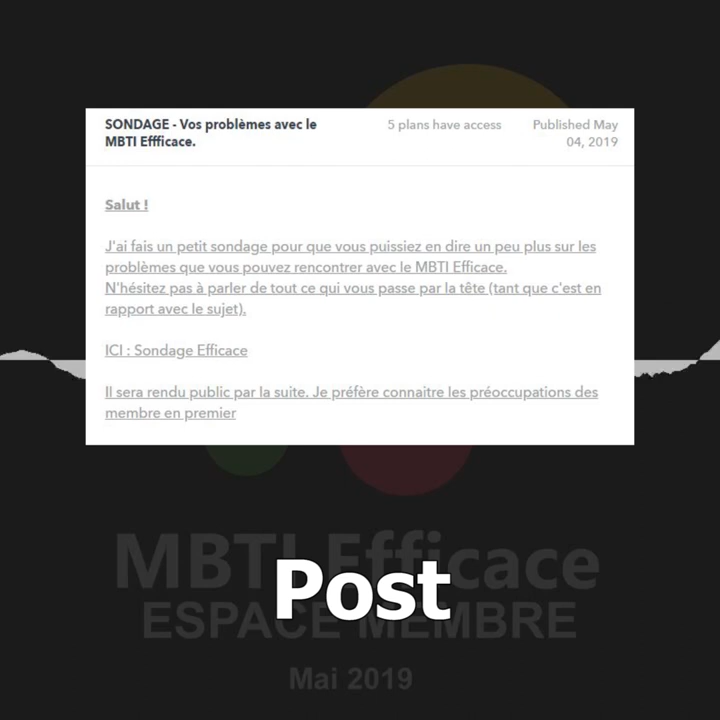 SONDAGE - Vos problèmes avec le
MBTI Effficace.
5 plans have access
Published May
04, 2019
Salut !
J'ai fais un petit sondage pour que vous puissiez en dire un peu plus sur les
problèmes que vous pouvez rencontrer avec le MBTI Efficace.
N'hésitez pas à parler de tout ce qui vous passe par la tête (tant que c'est en
rapport avec le sujet).
ICI : Sondage Efficace
Il sera rendu public par la suite. Je préfère connaitre les préoccupations des
membre en premier
MBTI Efficace
Post
ESPACE MEMBRE
Mai 2019